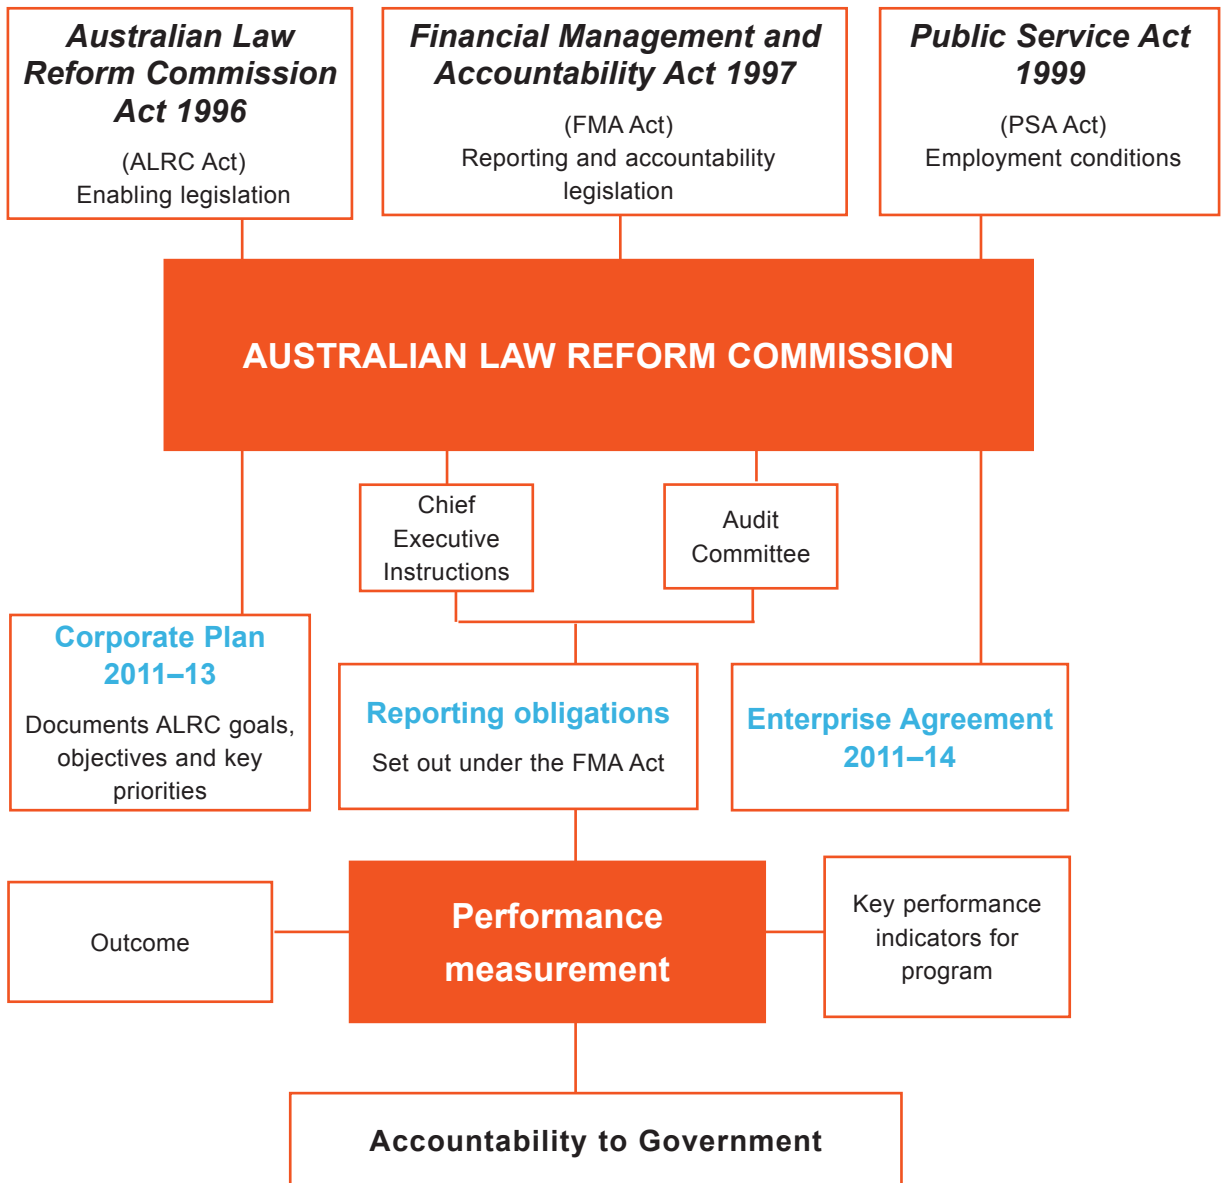 Australian Law
Reform Commission
Act 1996
(ALRC Act)
Enabling legislation
Financial Management and
Accountability Act 1997
(FMA Act)
Reporting and accountability
legislation
Public Service Act
1999
(PSA Act)
Employment conditions
AUSTRALIAN LAW REFORM COMMISSION
Chief
Executive
Instructions
Audit
Committee
Corporate Plan
2011–13
Documents ALRC goals,
objectives and key
priorities
Reporting obligations
Set out under the FMA Act
Enterprise Agreement
2011–14
Outcome
Performance
measurement
Key performance
indicators for
program
Accountability to Government